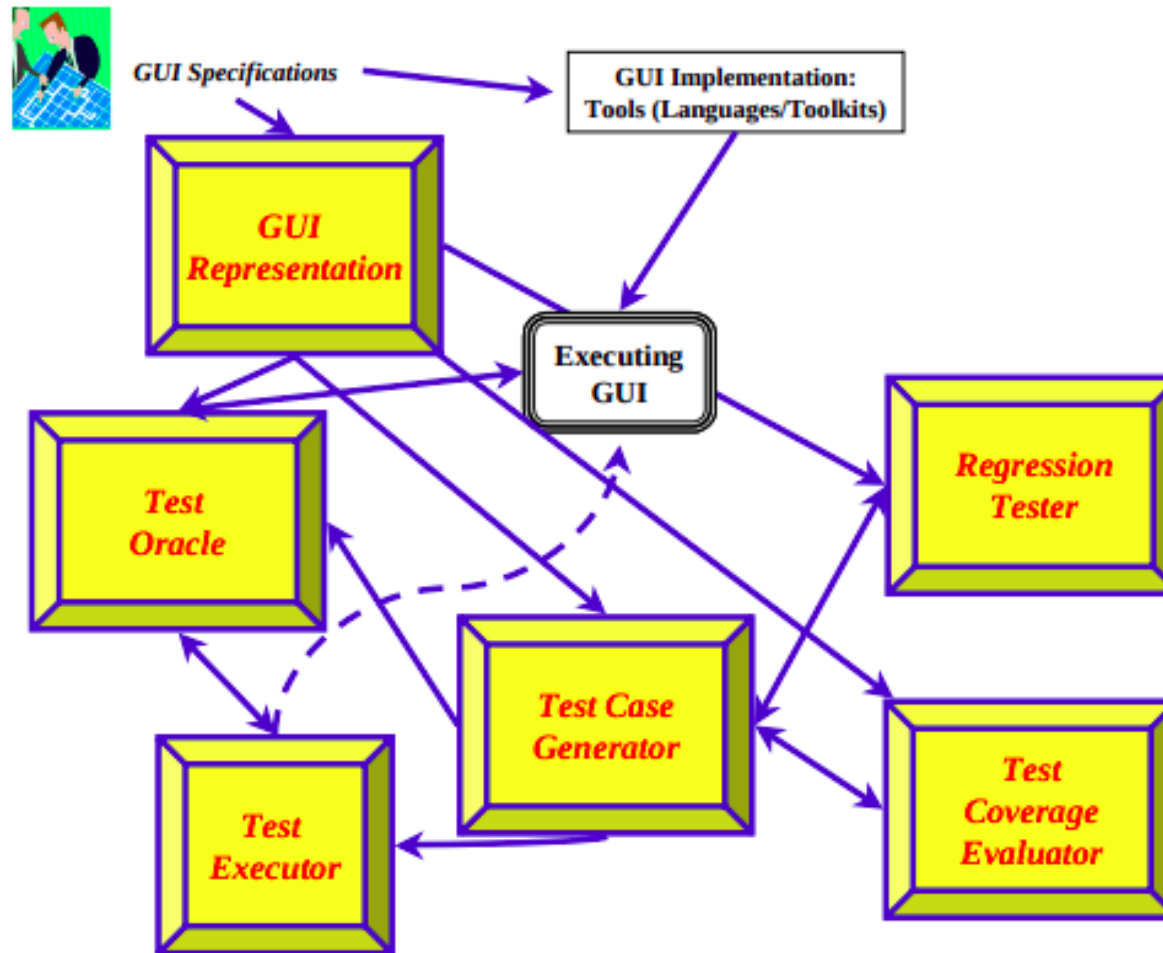 GUI Specifications
GUI Implementation:
Tools (Languages/Toolkits)
GUI
Representation
Executing
GUI
Regression
Tester
Test
Oracle
Test Case
Generator
Test
Coverage
Evaluator
Test
Executor